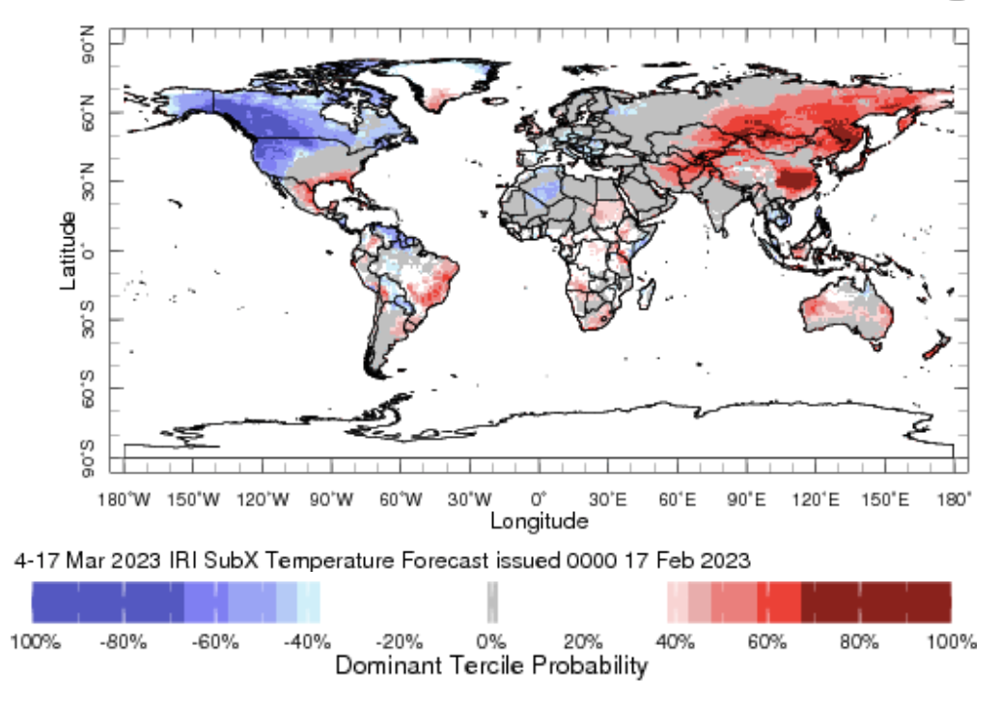 90°N
60°N
30°N
0°
30°S
60°S
90°S
Latitude
180°W 150°W 120°W 90°W 60°W 30°W 0° 30°E 60°E 90°E 120°E 150°E 180°
Longitude
4-17 Mar 2023 IRI SubX Temperature Forecast issued 0000 17 Feb 2023
100% -80% -60% -40% -20% 0% 20% 40% 60% 80% 100%
Dominant Tercile Probability